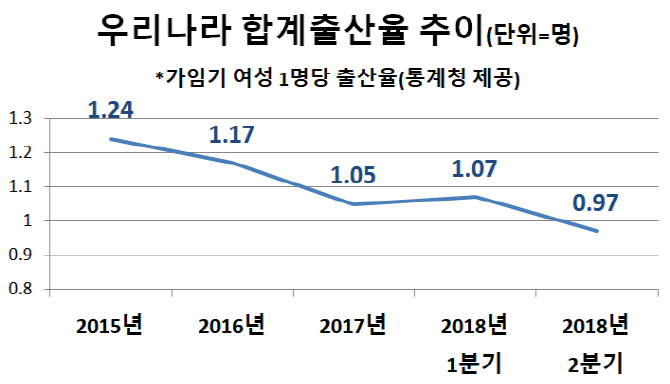 우리나라 합계출산율 추이(단위=명)
*가임기 여성 1명당 출산율(통계청 제공)
1.3
1.2
1.1
1
0.9
0.8
1.24
1.17
1.05
1.07
0.97
2015년
2016년
2017년
2018년 1분기
2018년 2분기